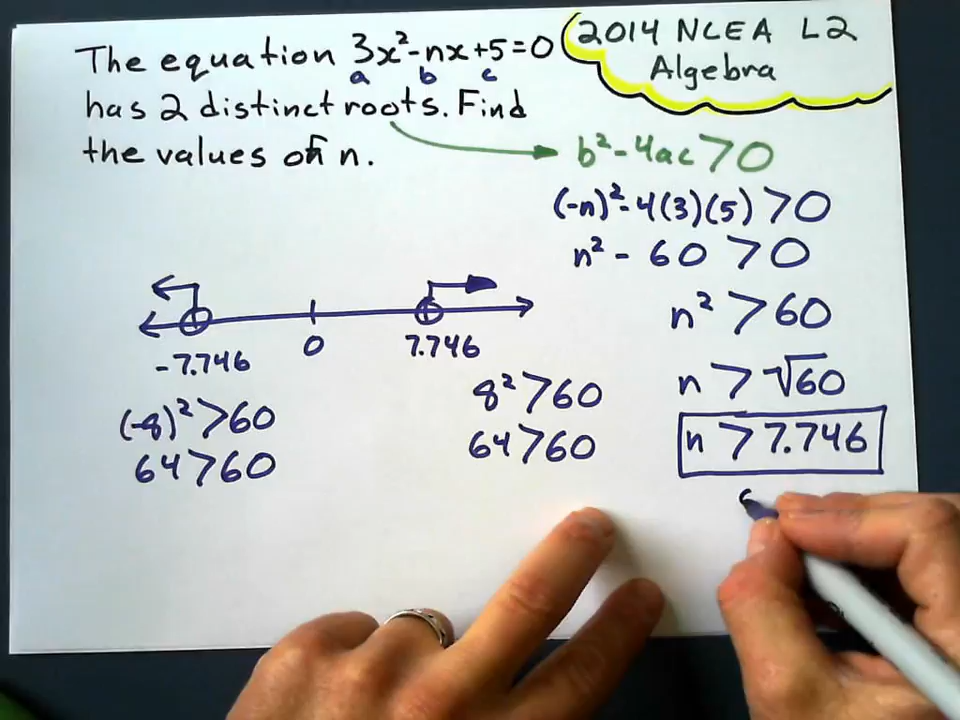 The equation 3x²-nx+5=0
a b c
has 2 distinct roots. Find
the values of n.
2014 NCEA L2
Algebra
b²-4ac>0
(-n)²-4(3)(5)>0
n²-60>0
n²>60
n>√60
n>7.746
-7.746 0 7.746
(-8)²>60
64>60
8²>60
64>60